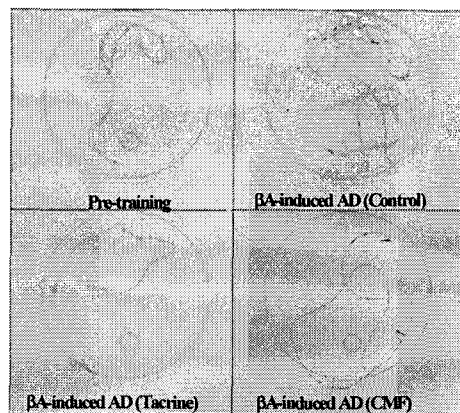 Pre-training
βA-induced AD (Control)
βA-induced AD (Tacrine)
βA-induced AD (CMF)